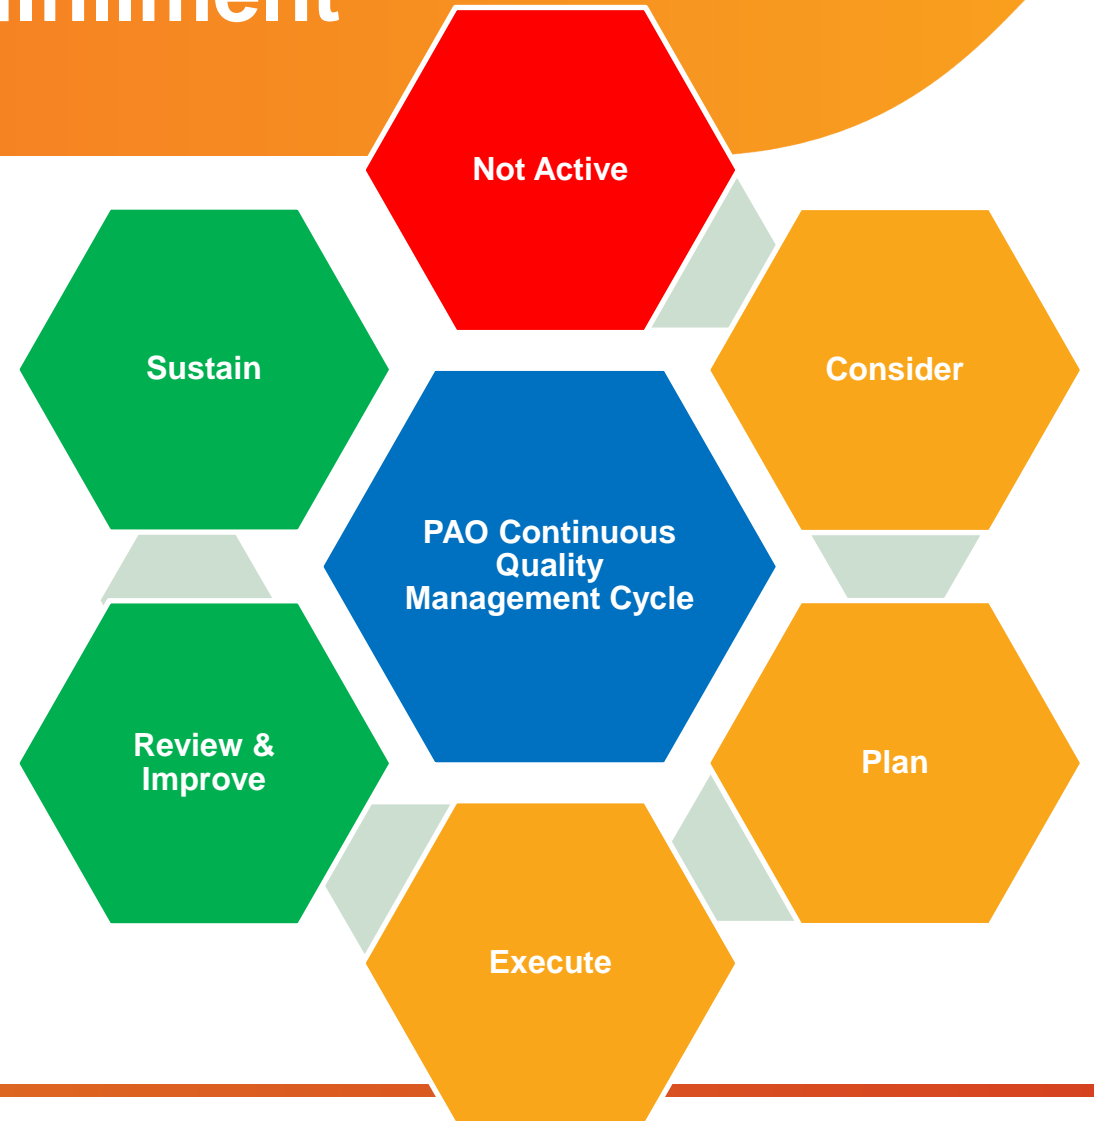 Not Active
Sustain
Consider
PAO Continuous
Quality
Management Cycle
Review &
Improve
Plan
Execute